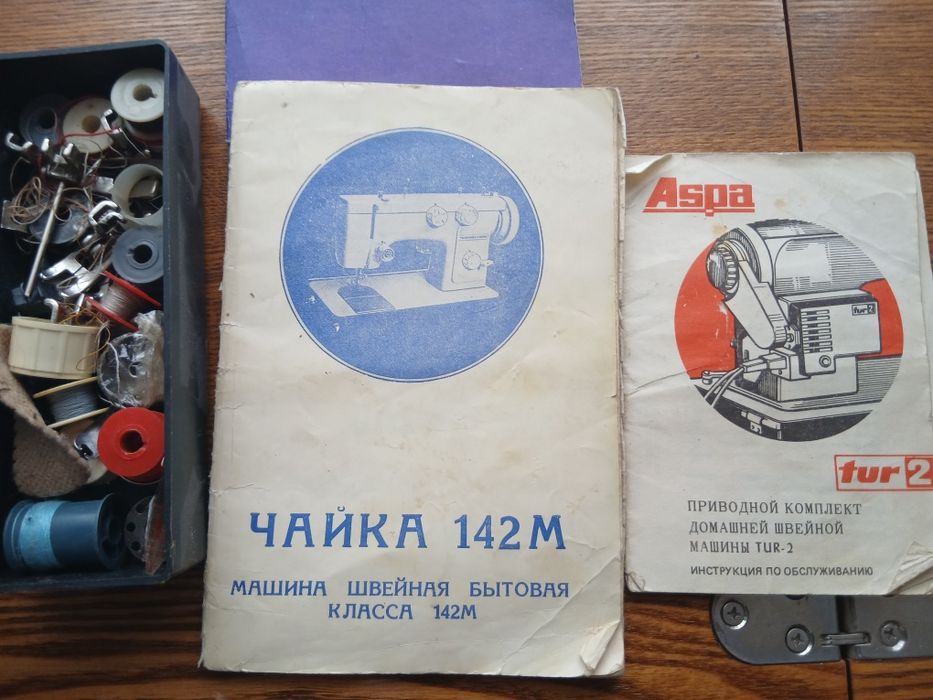 ЧАЙКА 142М
МАШИНА ШВЕЙНАЯ БЫТОВАЯ
КЛАССА 142М
Aspa
tur 2
tur 2
ПРИВОДНОЙ КОМПЛЕКТ
ДОМАШНЕЙ ШВЕЙНОЙ
МАШИНЫ TUR-2
ИНСТРУКЦИЯ ПО ОБСЛУЖИВАНИЮ